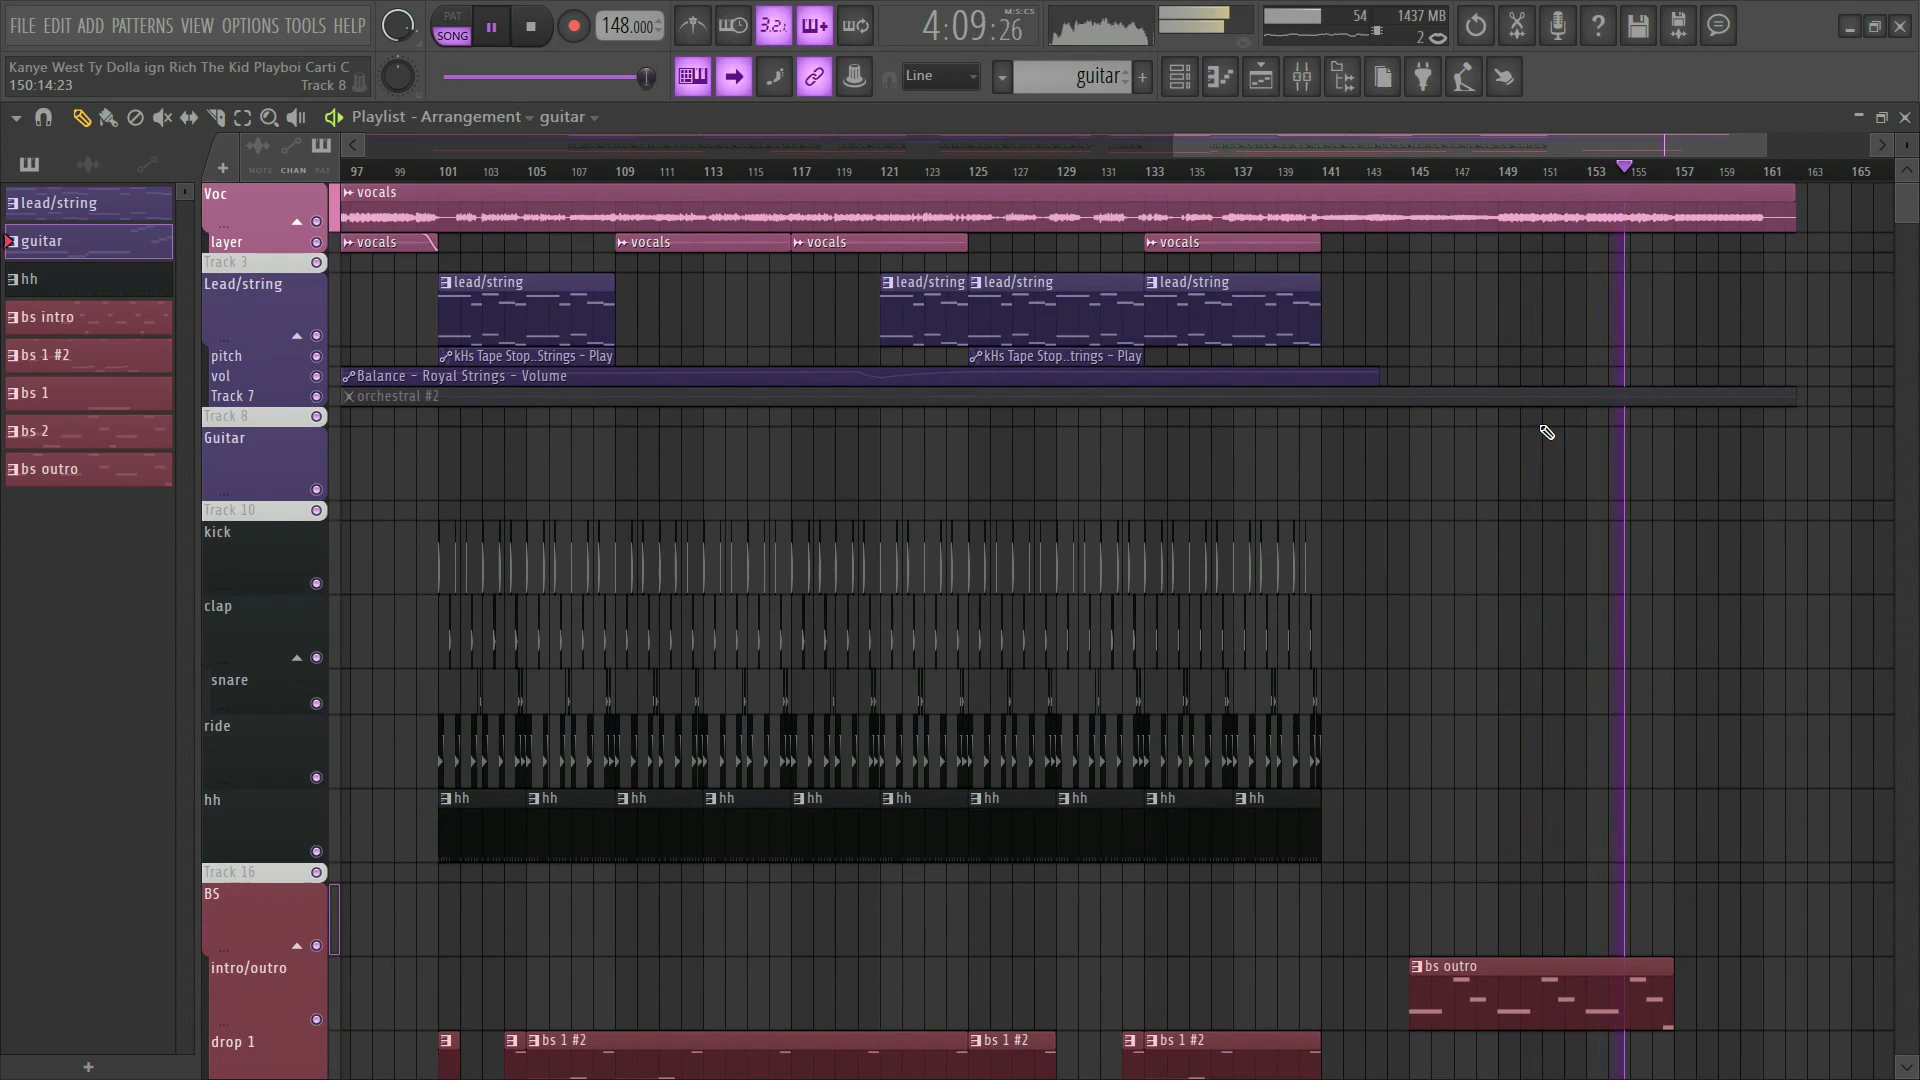 FILE EDIT ADD PATTERNS VIEW OPTIONS TOOLS HELP
PAT
SONG
148.000
3.2.
4:09:26
M:S:CS
54
1437 MB
2
Kanye West Ty Dolla ign Rich The Kid Playboi Carti C
150:14:23
Track 8
Line
guitar
Playlist - Arrangement
guitar
NOTE
CHAN
PAT
97 99 101 103 105 107 109 111 113 115 117 119 121 123 125 127 129 131 133 135 137 139 141 143 145 147 149 151 153 155 157 159 161 163 165
lead/string
guitar
hh
bs intro
bs 1 #2
bs 1
bs 2
bs outro
Voc
vocals
layer
vocals
vocals
vocals
vocals
Track 3
Lead/string
lead/string
lead/string
lead/string
lead/string
pitch
kHs Tape Stop..Strings - Play
kHs Tape Stop..trings - Play
vol
Balance - Royal Strings - Volume
Track 7
orchestral #2
Track 8
Guitar
Track 10
kick
clap
snare
ride
hh
hh
hh
hh
hh
hh
hh
hh
hh
hh
hh
Track 16
BS
intro/outro
bs outro
drop 1
bs 1 #2
bs 1 #2
bs 1 #2